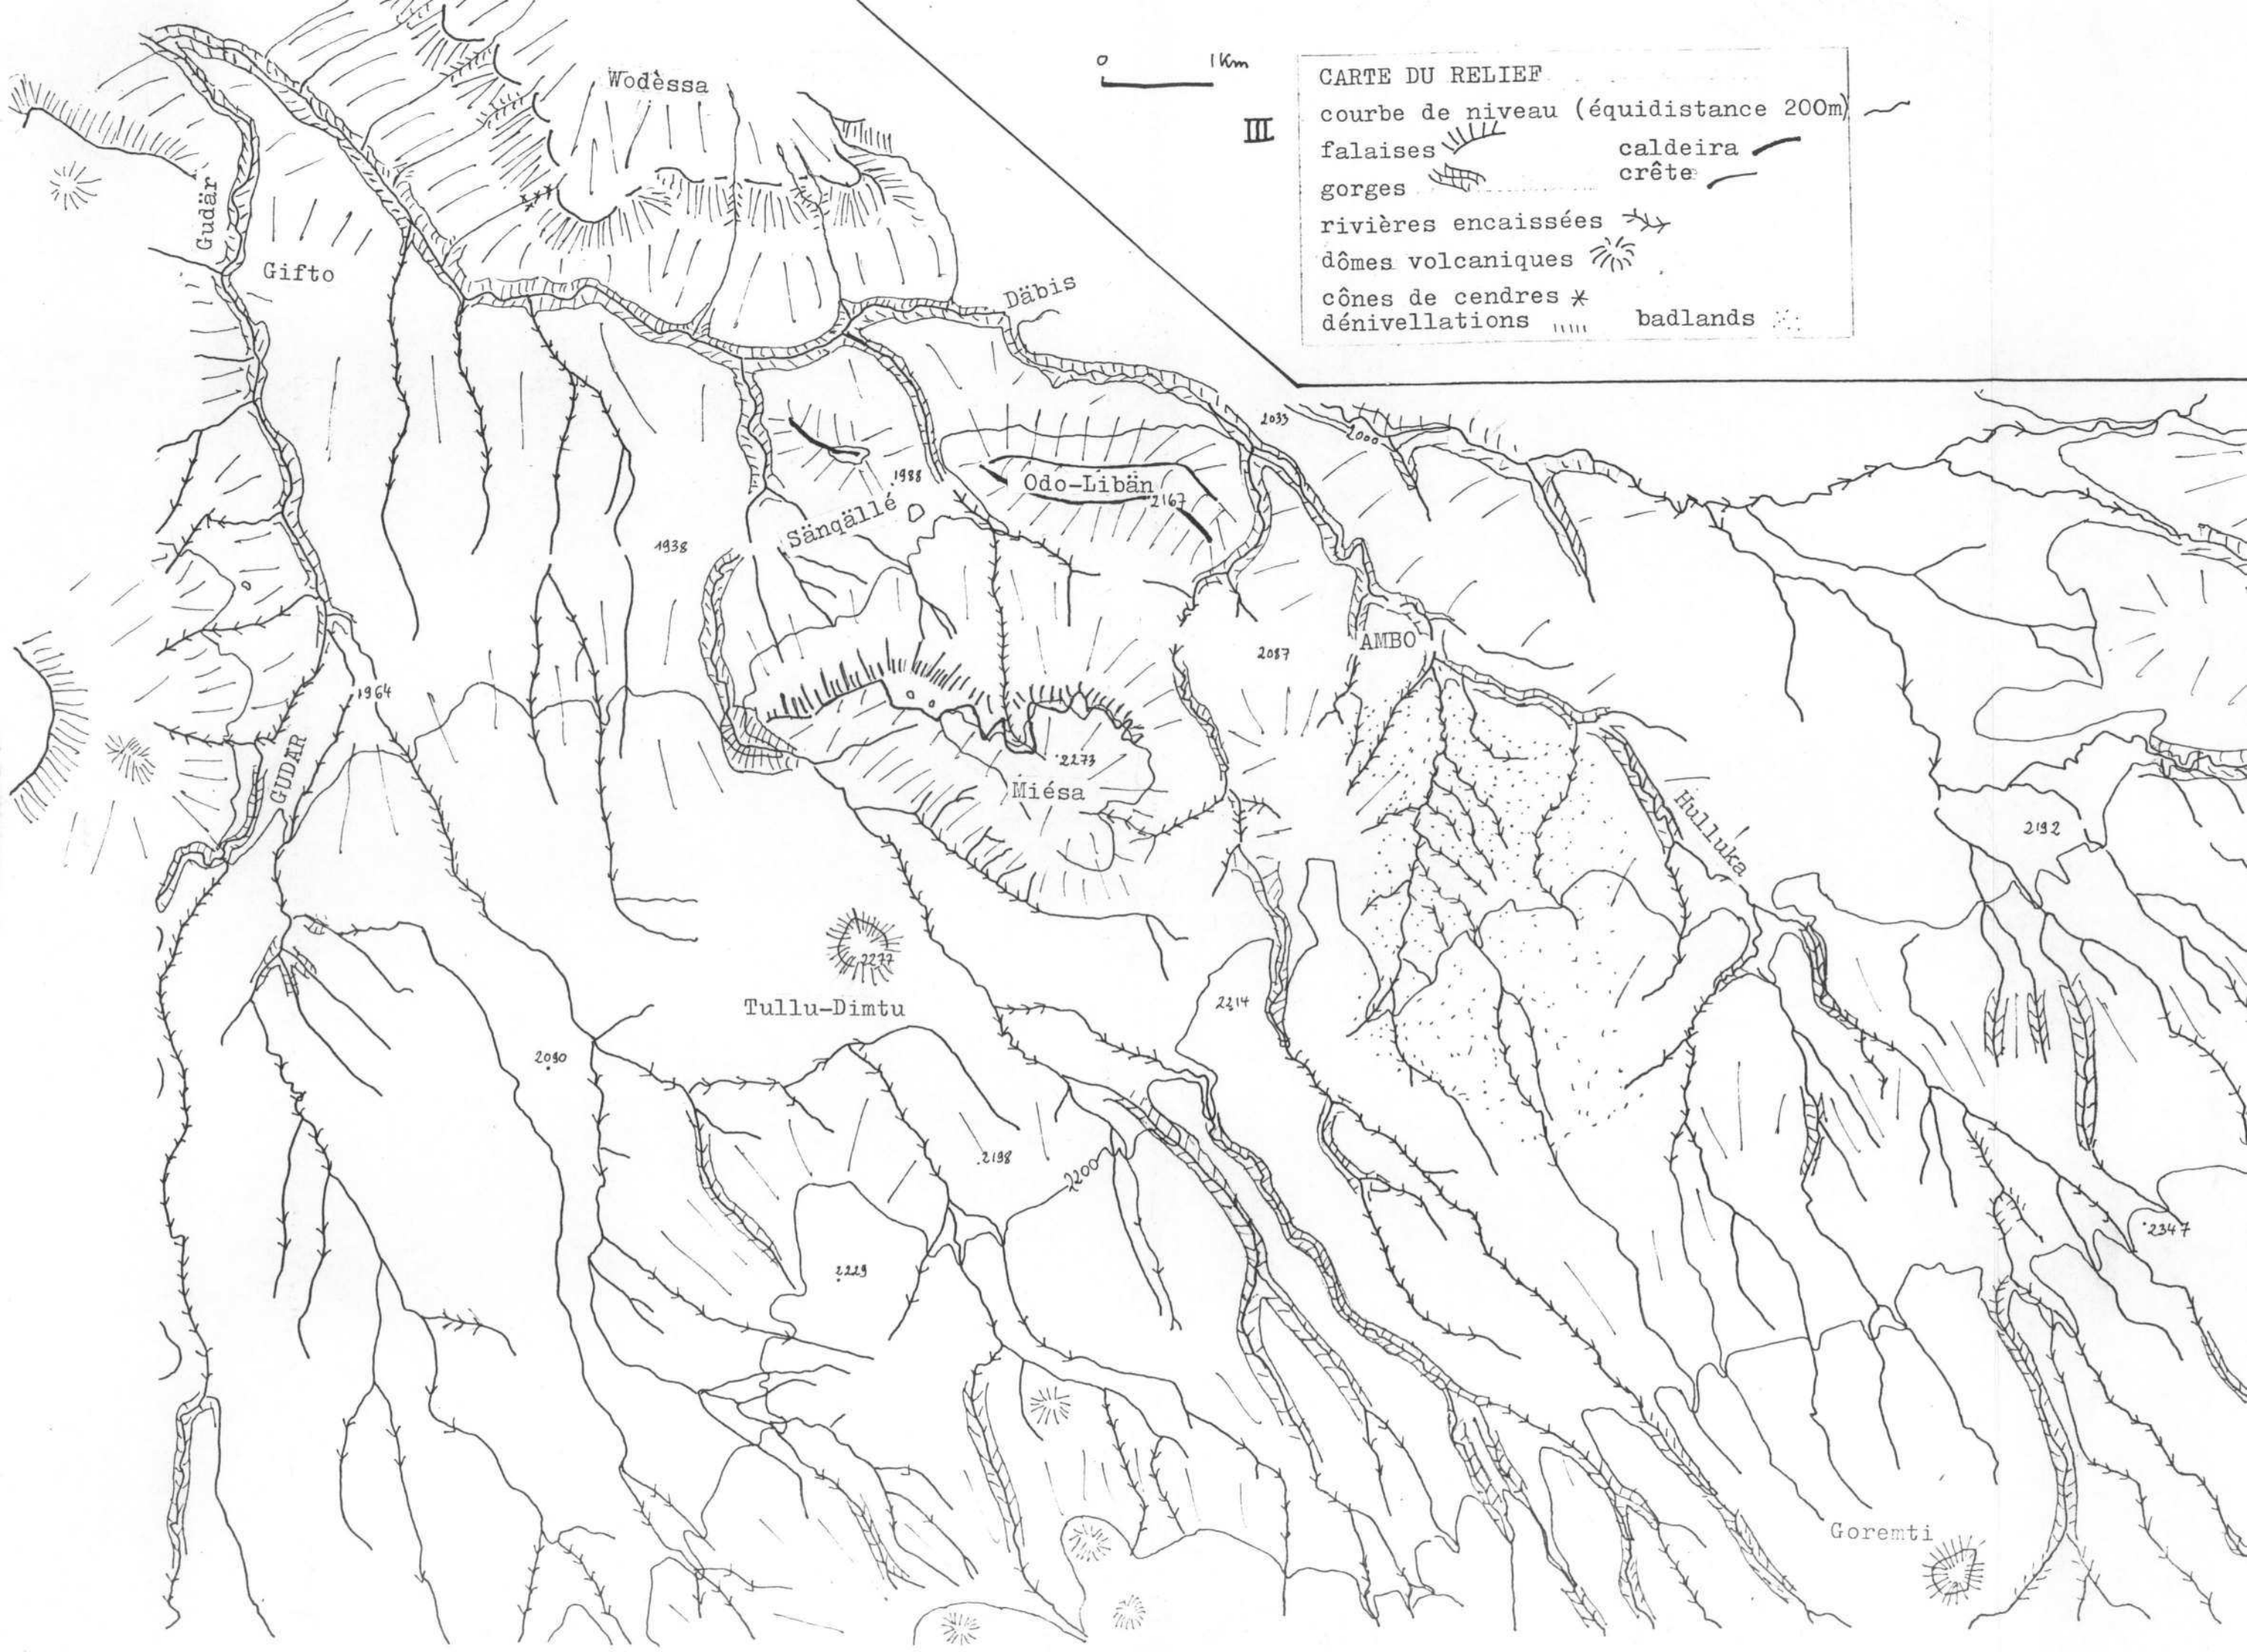 0 1Km
III
CARTE DU RELIEF
courbe de niveau (équidistance 200m)
falaises caldeira
crête
gorges
rivières encaissées
dômes volcaniques
cônes de cendres
dénivellations badlands
Wodèssa
Gudär
Gifto
Däbis
2033
2000
Odo-Libän
2167
1988
Sänqällé
1938
AMBO
2087
1964
GUDAR
2273
Miésa
Hulluka
2192
2277
Tullu-Dimtu
2214
2090
2198
2200
2347
2229
Goremti